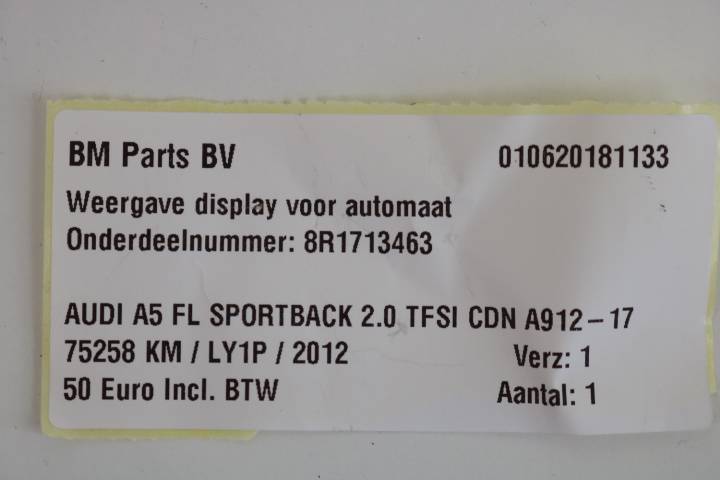 BM Parts BV 010620181133
Weergave display voor automaat
Onderdeelnummer: 8R1713463
AUDI A5 FL SPORTBACK 2.0 TFSI CDN A912-17
75258 KM / LY1P / 2012 Verz: 1
50 Euro Incl. BTW Aantal: 1